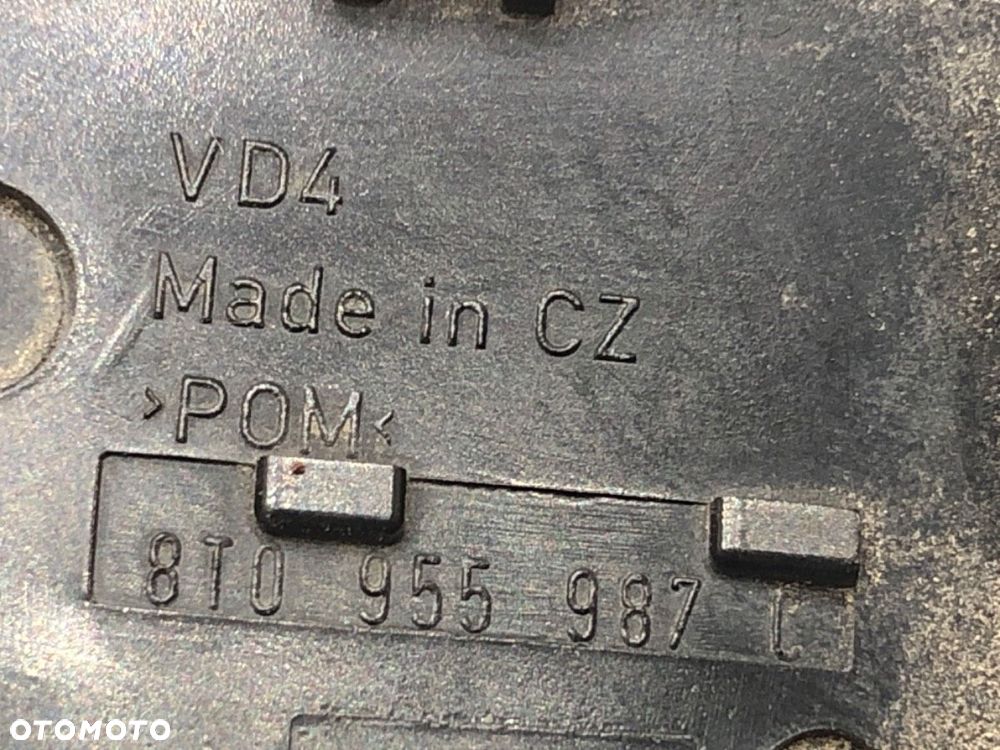 VD4
Made in CZ
>POM<
8T0 955 987
OTOMOTO